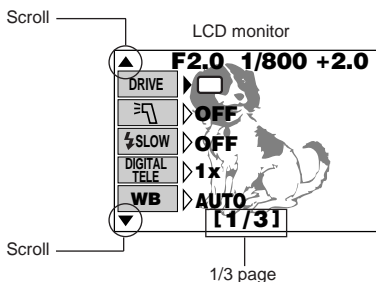 Scroll
LCD monitor
F2.0 1/800 +2.0
DRIVE
OFF
SLOW OFF
DIGITAL
TELE 1x
WB AUTO
[1/3]
Scroll
1/3 page